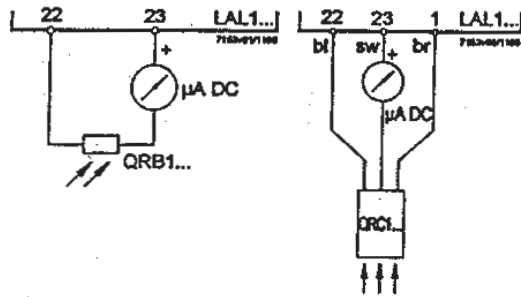 22 23 LAL1...
+
µA DC
QRB1...
22 23 1 LAL1...
bl sw br
+
µA DC
QRC1...